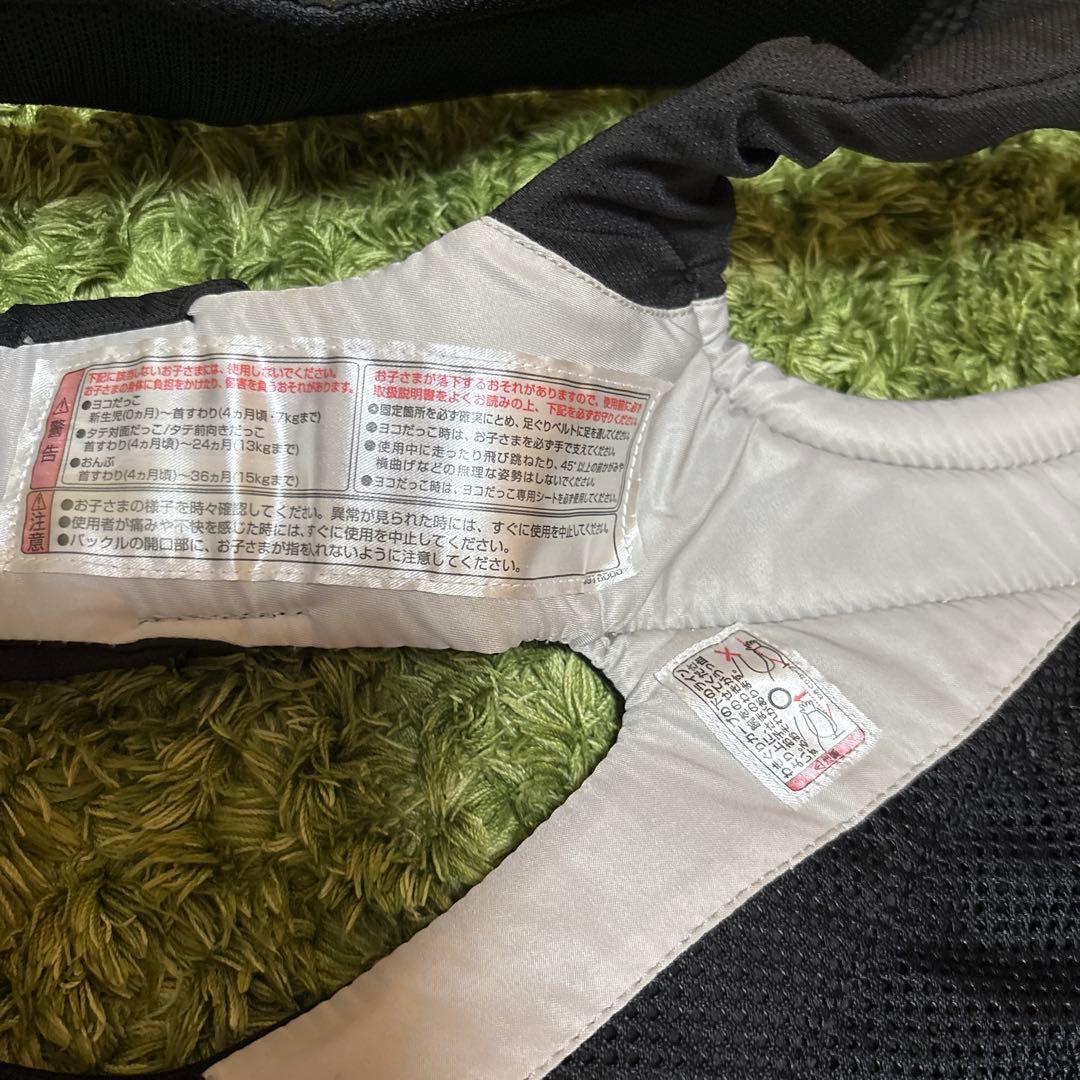 警告
下記に該当しないお子さまには、使用しないでください。
お子さまの身体に負担をかけたり、傷害を負うおそれがあります。
●ヨコだっこ
新生児(0ヵ月)～首すわり(4ヵ月頃・7kgまで)
●タテ対面だっこ/タテ前向きだっこ
首すわり(4ヵ月頃)～24ヵ月(13kgまで)
●おんぶ
首すわり(4ヵ月頃)～36ヵ月(15kgまで)
お子さまが落下するおそれがありますので、使用前に必ず
取扱説明書をよくお読みの上、下記を必ずお守りください。
固定箇所を必ず確実にとめ、足ぐりベルトに足を通してください。
●ヨコだっこ時は、お子さまを必ず手で支えてください。
●使用中に走ったり飛び跳ねたり、45°以上の前かがみや
横曲げなどの無理な姿勢はしないでください。
●ヨコだっこ時は、ヨコだっこ専用シートを必ず使用してください。
注意
●お子さまの様子を時々確認してください。異常が見られた時には、すぐに使用を中止してください。
●使用者が痛みや不快を感じた時には、すぐに使用を中止してください。
●バックルの開口部に、お子さまが指を入れないように注意してください。